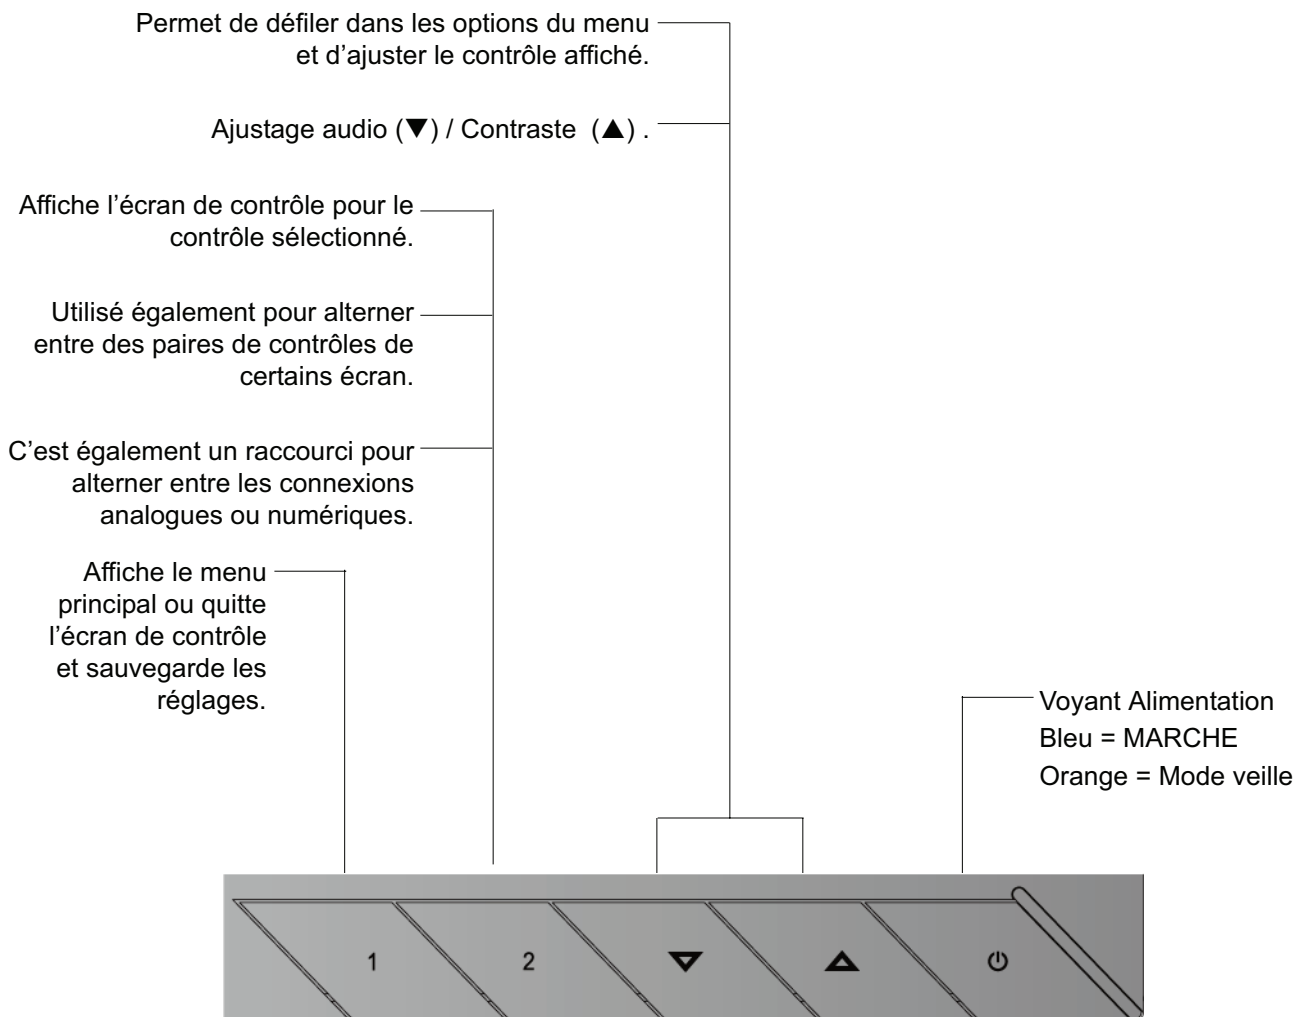 Permet de défiler dans les options du menu
et d'ajuster le contrôle affiché.
Ajustage audio (▼) / Contraste (▲) .
Affiche l’écran de contrôle pour le
contrôle sélectionné.
Utilisé également pour alterner
entre des paires de contrôles de
certains écran.
C’est également un raccourci pour
alterner entre les connexions
analogues ou numériques.
Affiche le menu
principal ou quitte
l’écran de contrôle
et sauvegarde les
réglages.
Voyant Alimentation
Bleu = MARCHE
Orange = Mode veille
1 2